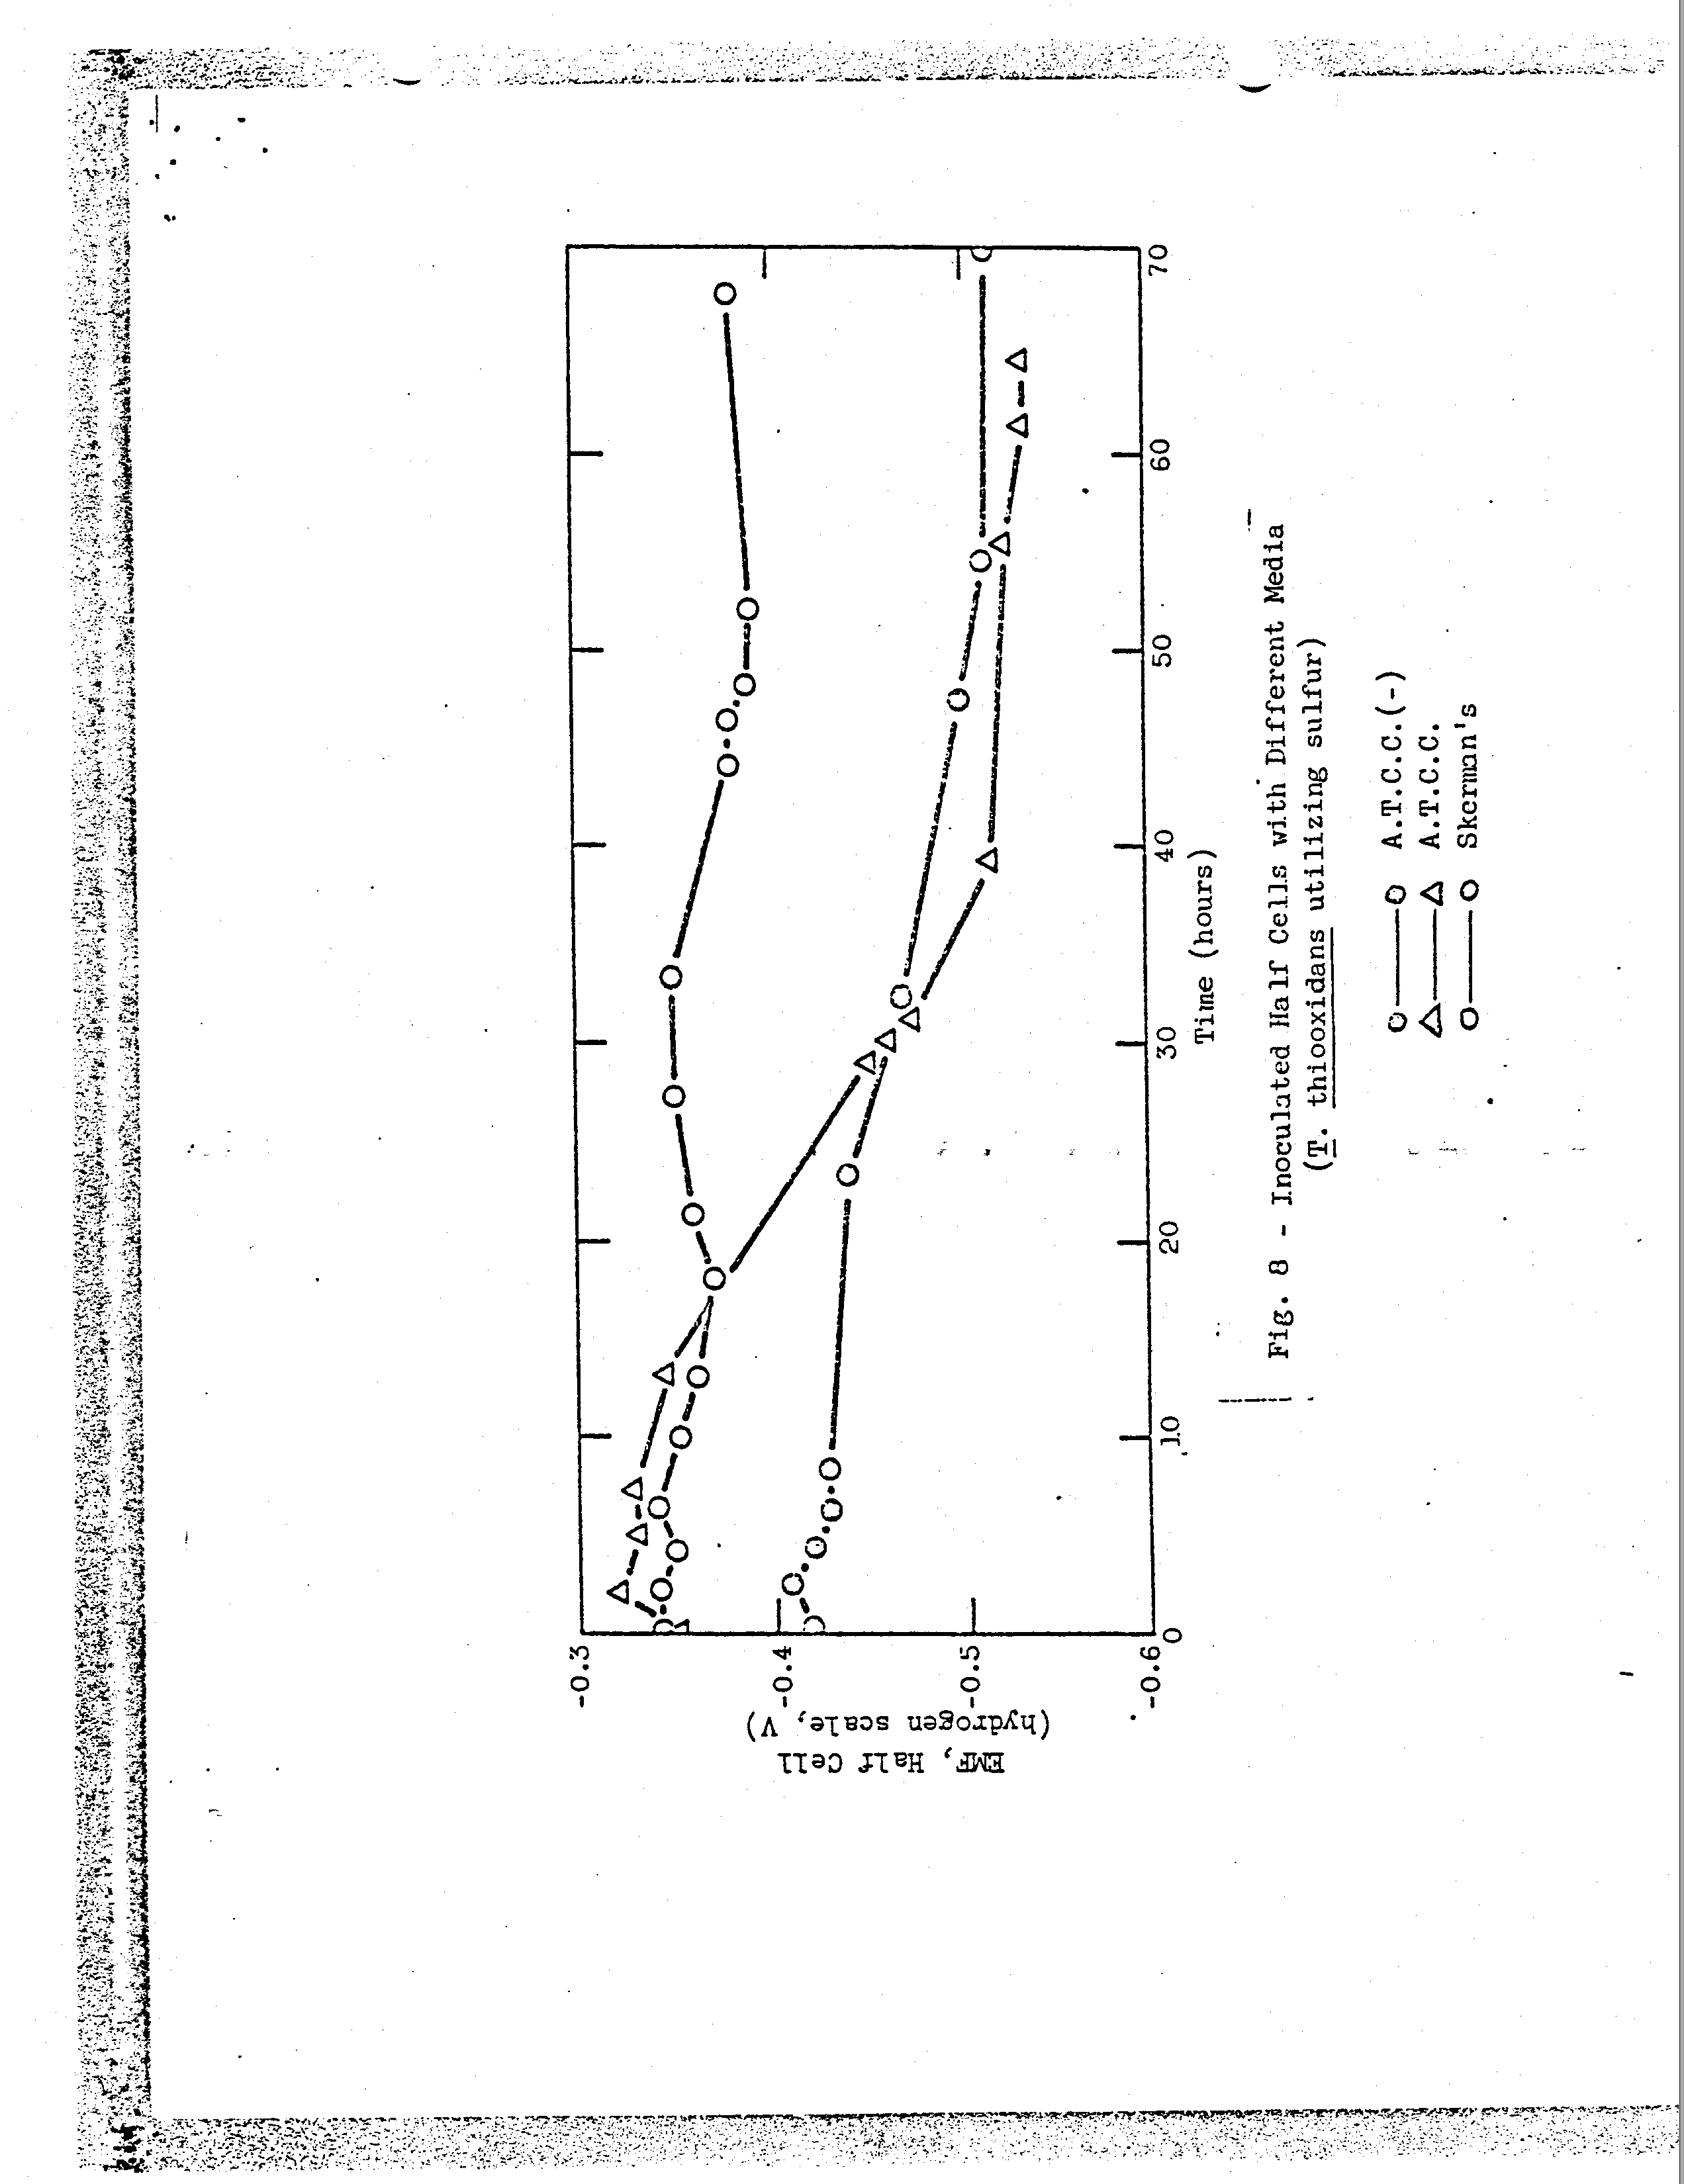 EMF, Half Cell
(hydrogen scale, V)
-0.3
-0.4
-0.5
-0.6
0
10
20
30
40
50
60
70
Time (hours)
Fig. 8 - Inoculated Half Cells with Different Media
(T. thiooxidans utilizing sulfur)
A.T.C.C.(-)
A.T.C.C.
Skerman's